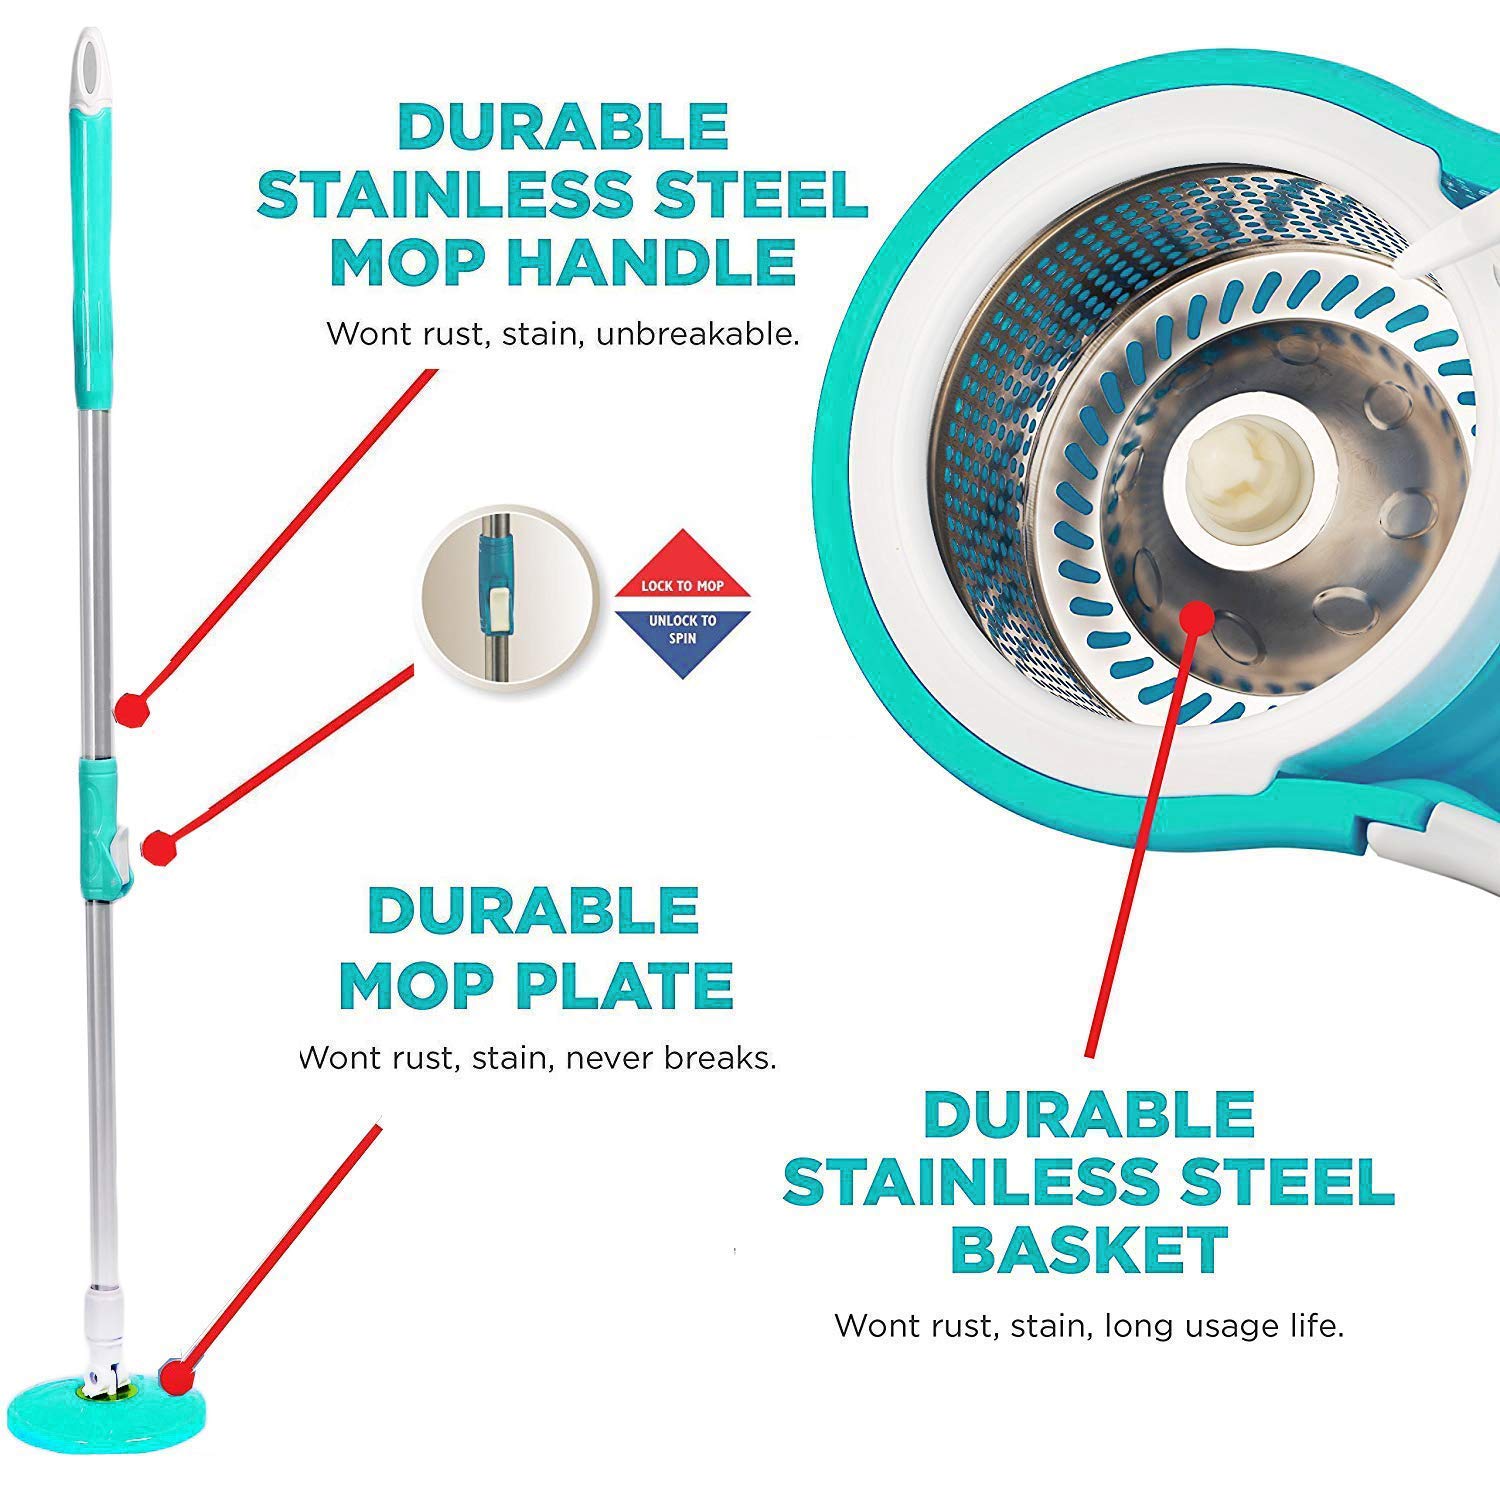 DURABLE
STAINLESS STEEL
MOP HANDLE
Wont rust, stain, unbreakable.
LOCK TO MOP
UNLOCK TO
SPIN
DURABLE
MOP PLATE
Wont rust, stain, never breaks.
DURABLE
STAINLESS STEEL
BASKET
Wont rust, stain, long usage life.